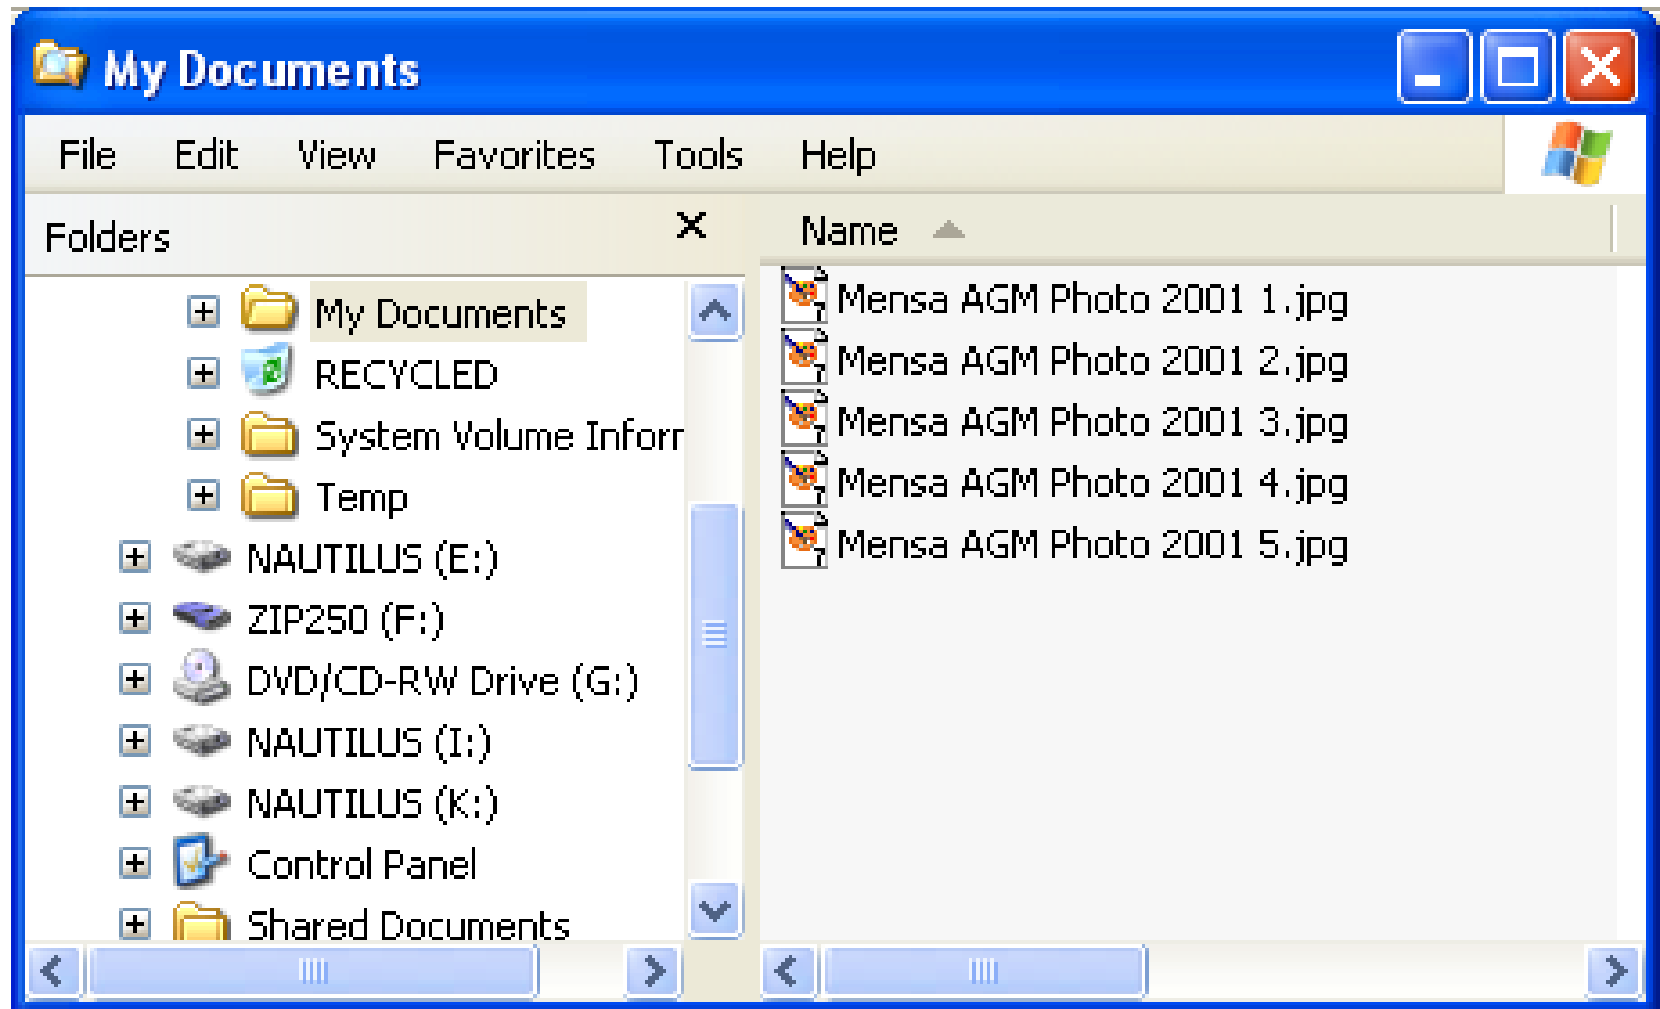 My Documents
File Edit View Favorites Tools Help
Folders
My Documents
RECYCLED
System Volume Inforr
Temp
NAUTILUS (E:)
ZIP250 (F:)
DVD/CD-RW Drive (G:)
NAUTILUS (I:)
NAUTILUS (K:)
Control Panel
Shared Documents
Name
Mensa AGM Photo 2001 1.jpg
Mensa AGM Photo 2001 2.jpg
Mensa AGM Photo 2001 3.jpg
Mensa AGM Photo 2001 4.jpg
Mensa AGM Photo 2001 5.jpg